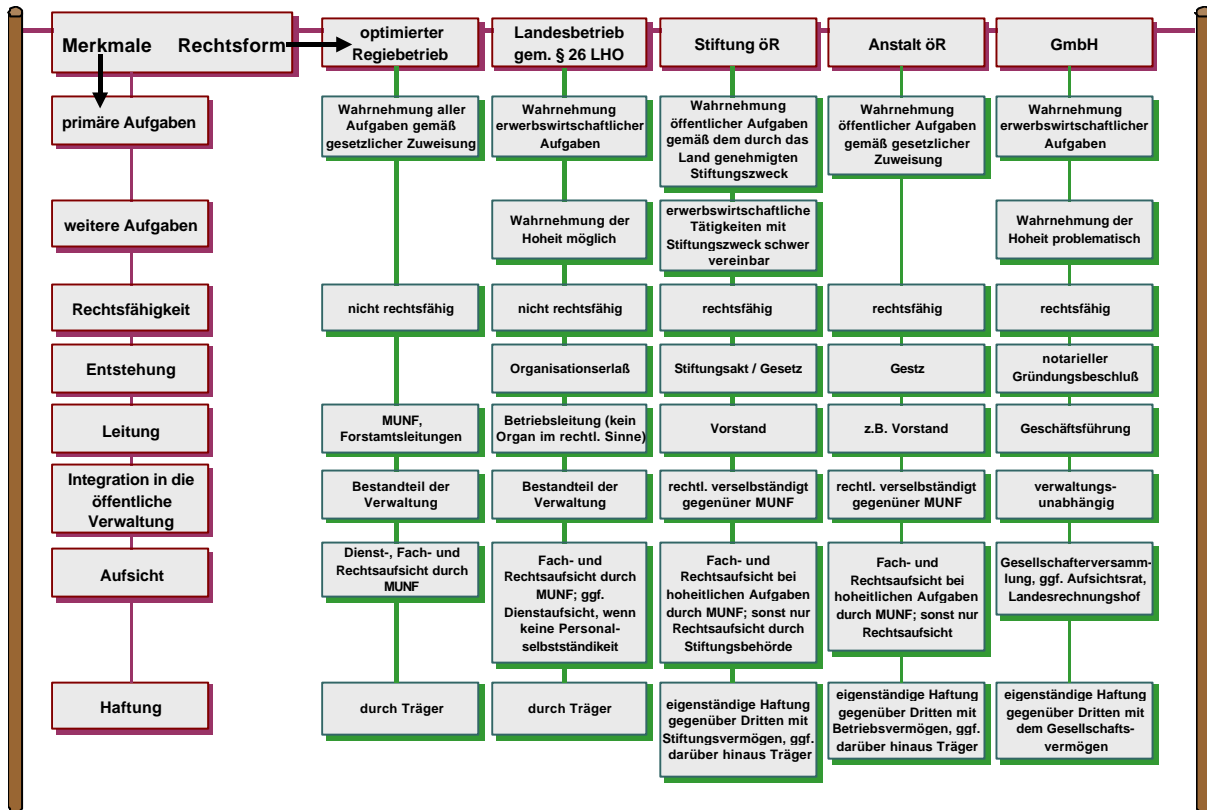 Merkmale Rechtsform
optimierter
Regiebetrieb
Landesbetrieb
gem. § 26 LHO
Stiftung öR
Anstalt öR
GmbH
primäre Aufgaben
Wahrnehmung aller
Aufgaben gemäß
gesetzlicher Zuweisung
Wahrnehmung
erwerbswirtschaftlicher
Aufgaben
Wahrnehmung
öffentlicher Aufgaben
gemäß dem durch das
Land genehmigten
Stiftungszweck
Wahrnehmung
öffentlicher Aufgaben
gemäß gesetzlicher
Zuweisung
Wahrnehmung
erwerbswirtschaftlicher
Aufgaben
weitere Aufgaben
Wahrnehmung der
Hoheit möglich
erwerbswirtschaftliche
Tätigkeiten mit
Stiftungszweck schwer
vereinbar
Wahrnehmung der
Hoheit problematisch
Rechtsfähigkeit
nicht rechtsfähig
nicht rechtsfähig
rechtsfähig
rechtsfähig
rechtsfähig
Entstehung
Organisationserlaß
Stiftungsakt / Gesetz
Gestz
notarieller
Gründungsbeschluß
Leitung
MUNF,
Forstamtsleitungen
Betriebsleitung (kein
Organ im rechtl. Sinne)
Vorstand
z.B. Vorstand
Geschäftsführung
Integration in die
öffentliche
Verwaltung
Bestandteil der
Verwaltung
Bestandteil der
Verwaltung
rechtl. verselbständigt
gegenüner MUNF
rechtl. verselbständigt
gegenüner MUNF
verwaltungs-
unabhängig
Aufsicht
Dienst-, Fach- und
Rechtsaufsicht durch
MUNF
Fach- und
Rechtsaufsicht durch
MUNF; ggf.
Dienstaufsicht, wenn
keine Personal-
selbstständikeit
Fach- und
Rechtsaufsicht bei
hoheitlichen Aufgaben
durch MUNF; sonst nur
Rechtsaufsicht durch
Stiftungsbehörde
Fach- und
Rechtsaufsicht bei
hoheitlichen Aufgaben
durch MUNF; sonst nur
Rechtsaufsicht
Gesellschafterversamm-
lung, ggf. Aufsichtsrat,
Landesrechnungshof
Haftung
durch Träger
durch Träger
eigenständige Haftung
gegenüber Dritten mit
Stiftungsvermögen, ggf.
darüber hinaus Träger
eigenständige Haftung
gegenüber Dritten mit
Betriebsvermögen, ggf.
darüber hinaus Träger
eigenständige Haftung
gegenüber Dritten mit
dem Gesellschafts-
vermögen